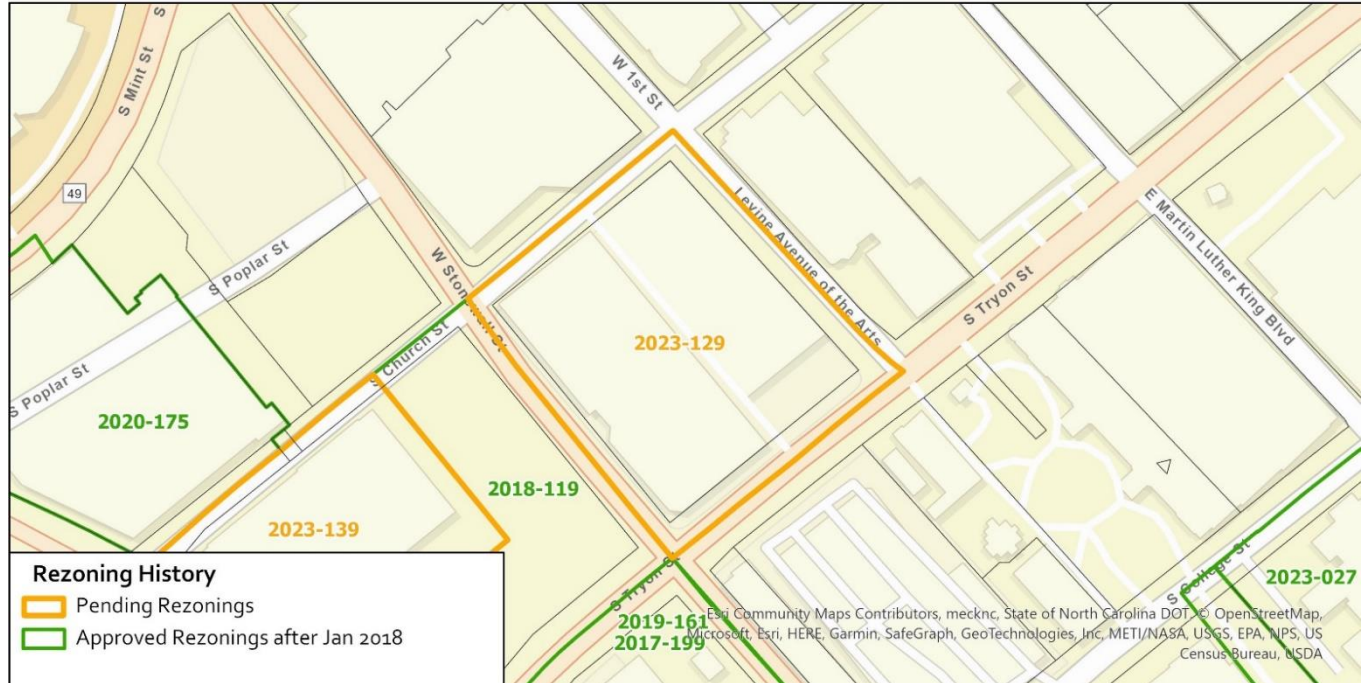 S Mint St
S
W 1st St
49
S Poplar St
W Stonewall St
Levine Avenue of the Arts
S Tryon St
E Martin Luther King Blvd
S Church St
S Poplar St
2023-129
2020-175
2018-119
2023-139
S Tryon St
S College St
2023-027
2019-161
2017-199
Rezoning History
Pending Rezonings
Approved Rezonings after Jan 2018
Esri Community Maps Contributors, mecknc, State of North Carolina DOT, © OpenStreetMap,
Microsoft, Esri, HERE, Garmin, SafeGraph, GeoTechnologies, Inc, METI/NASA, USGS, EPA, NPS, US
Census Bureau, USDA